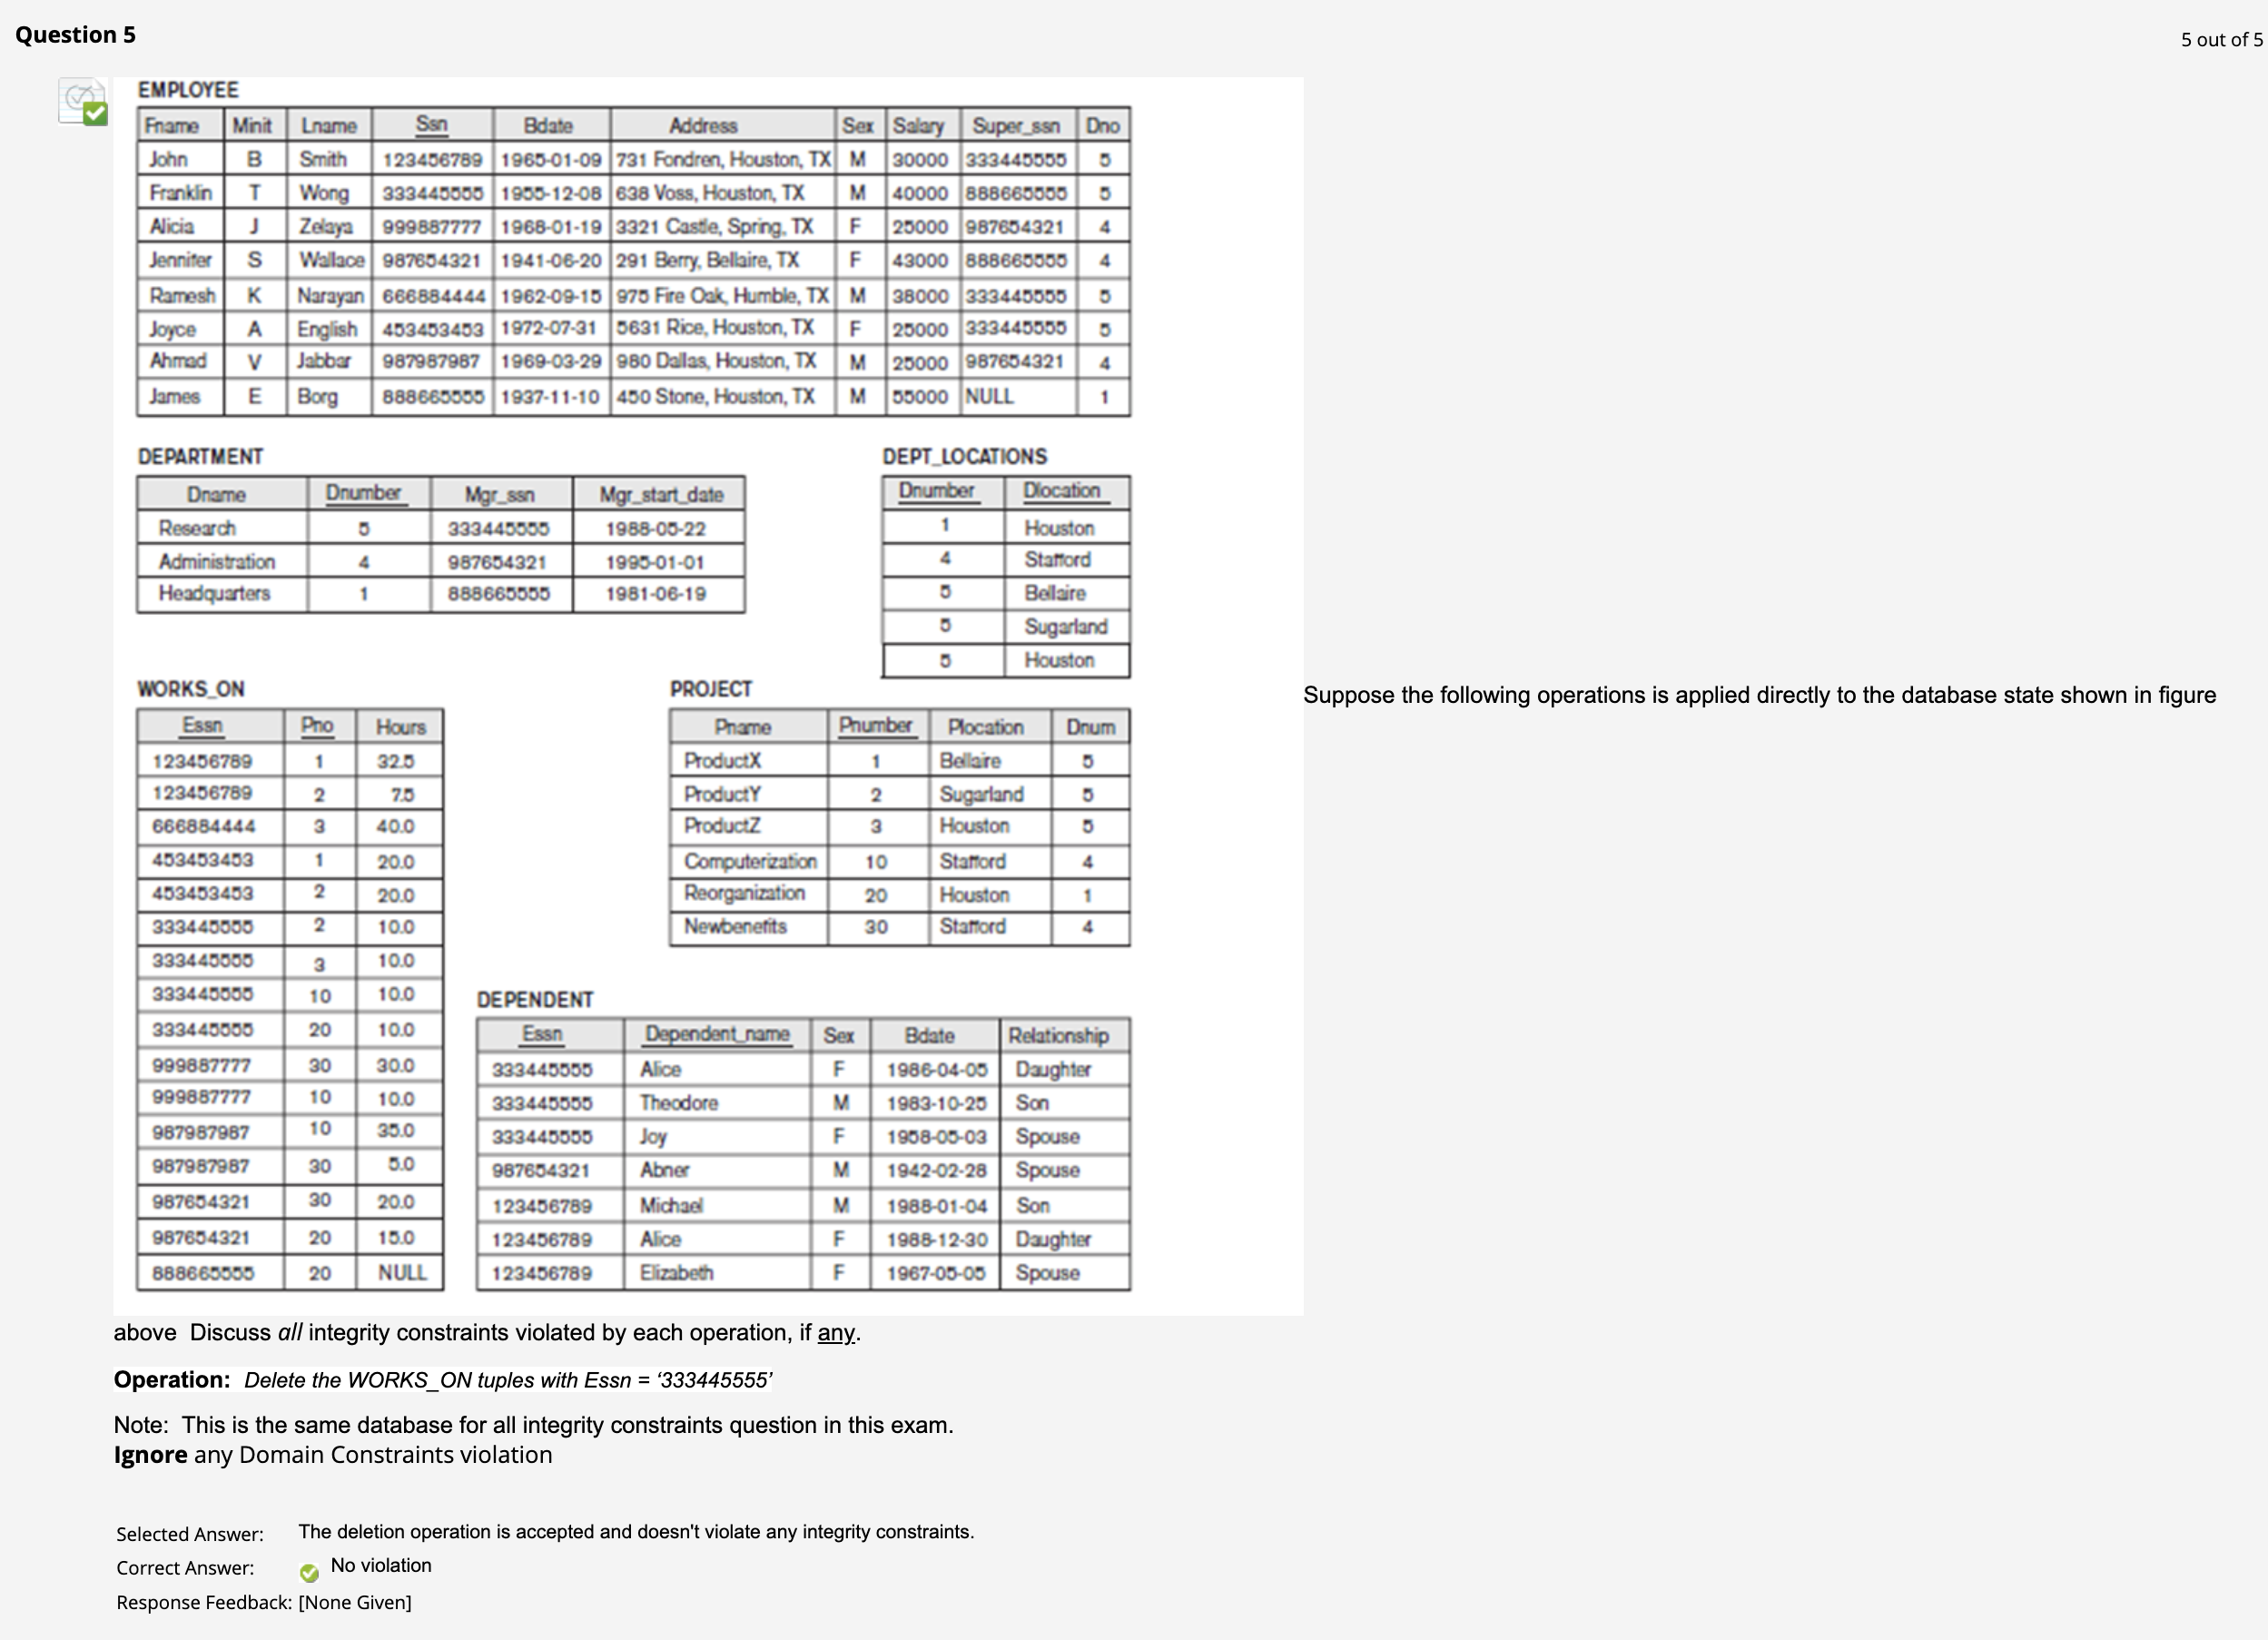 Question 5
5 out of 5
EMPLOYEE
Fname Minit Lname Ssn Bdate Address Sex Salary Super_ssn Dno
John B Smith 123456789 1965-01-09 731 Fondren, Houston, TX M 30000 333445555 5
Franklin T Wong 333445555 1955-12-08 638 Voss, Houston, TX M 40000 888665555 5
Alicia J Zelaya 999887777 1968-01-19 3321 Castle, Spring, TX F 25000 987654321 4
Jennifer S Wallace 987654321 1941-06-20 291 Berry, Bellaire, TX F 43000 888665555 4
Ramesh K Narayan 666884444 1962-09-15 975 Fire Oak, Humble, TX M 38000 333445555 5
Joyce A English 453453453 1972-07-31 5631 Rice, Houston, TX F 25000 333445555 5
Ahmad V Jabbar 987987987 1969-03-29 980 Dallas, Houston, TX M 25000 987654321 4
James E Borg 888665555 1937-11-10 450 Stone, Houston, TX M 55000 NULL 1
DEPARTMENT
Dname Dnumber Mgr_ssn Mgr_start_date
Research 5 333445555 1988-05-22
Administration 4 987654321 1995-01-01
Headquarters 1 888665555 1981-06-19
DEPT_LOCATIONS
Dnumber Dlocation
1 Houston
4 Stafford
5 Bellaire
5 Sugarland
5 Houston
WORKS_ON
Essn Pno Hours
123456789 1 32.5
123456789 2 7.5
666884444 3 40.0
453453453 1 20.0
453453453 2 20.0
333445555 2 10.0
333445555 3 10.0
333445555 10 10.0
333445555 20 10.0
999887777 30 30.0
999887777 10 10.0
987987987 10 35.0
987987987 30 5.0
987654321 30 20.0
987654321 20 15.0
888665555 20 NULL
PROJECT
Pname Pnumber Plocation Dnum
ProductX 1 Bellaire 5
ProductY 2 Sugarland 5
ProductZ 3 Houston 5
Computerization 10 Stafford 4
Reorganization 20 Houston 1
Newbenefits 30 Stafford 4
DEPENDENT
Essn Dependent_name Sex Bdate Relationship
333445555 Alice F 1986-04-05 Daughter
333445555 Theodore M 1983-10-25 Son
333445555 Joy F 1958-05-03 Spouse
987654321 Abner M 1942-02-28 Spouse
123456789 Michael M 1988-01-04 Son
123456789 Alice F 1988-12-30 Daughter
123456789 Elizabeth F 1967-05-05 Spouse
Suppose the following operations is applied directly to the database state shown in figure
above Discuss all integrity constraints violated by each operation, if any.
Operation: Delete the WORKS_ON tuples with Essn = ‘333445555’
Note: This is the same database for all integrity constraints question in this exam.
Ignore any Domain Constraints violation
Selected Answer: The deletion operation is accepted and doesn't violate any integrity constraints.
Correct Answer: No violation
Response Feedback: [None Given]